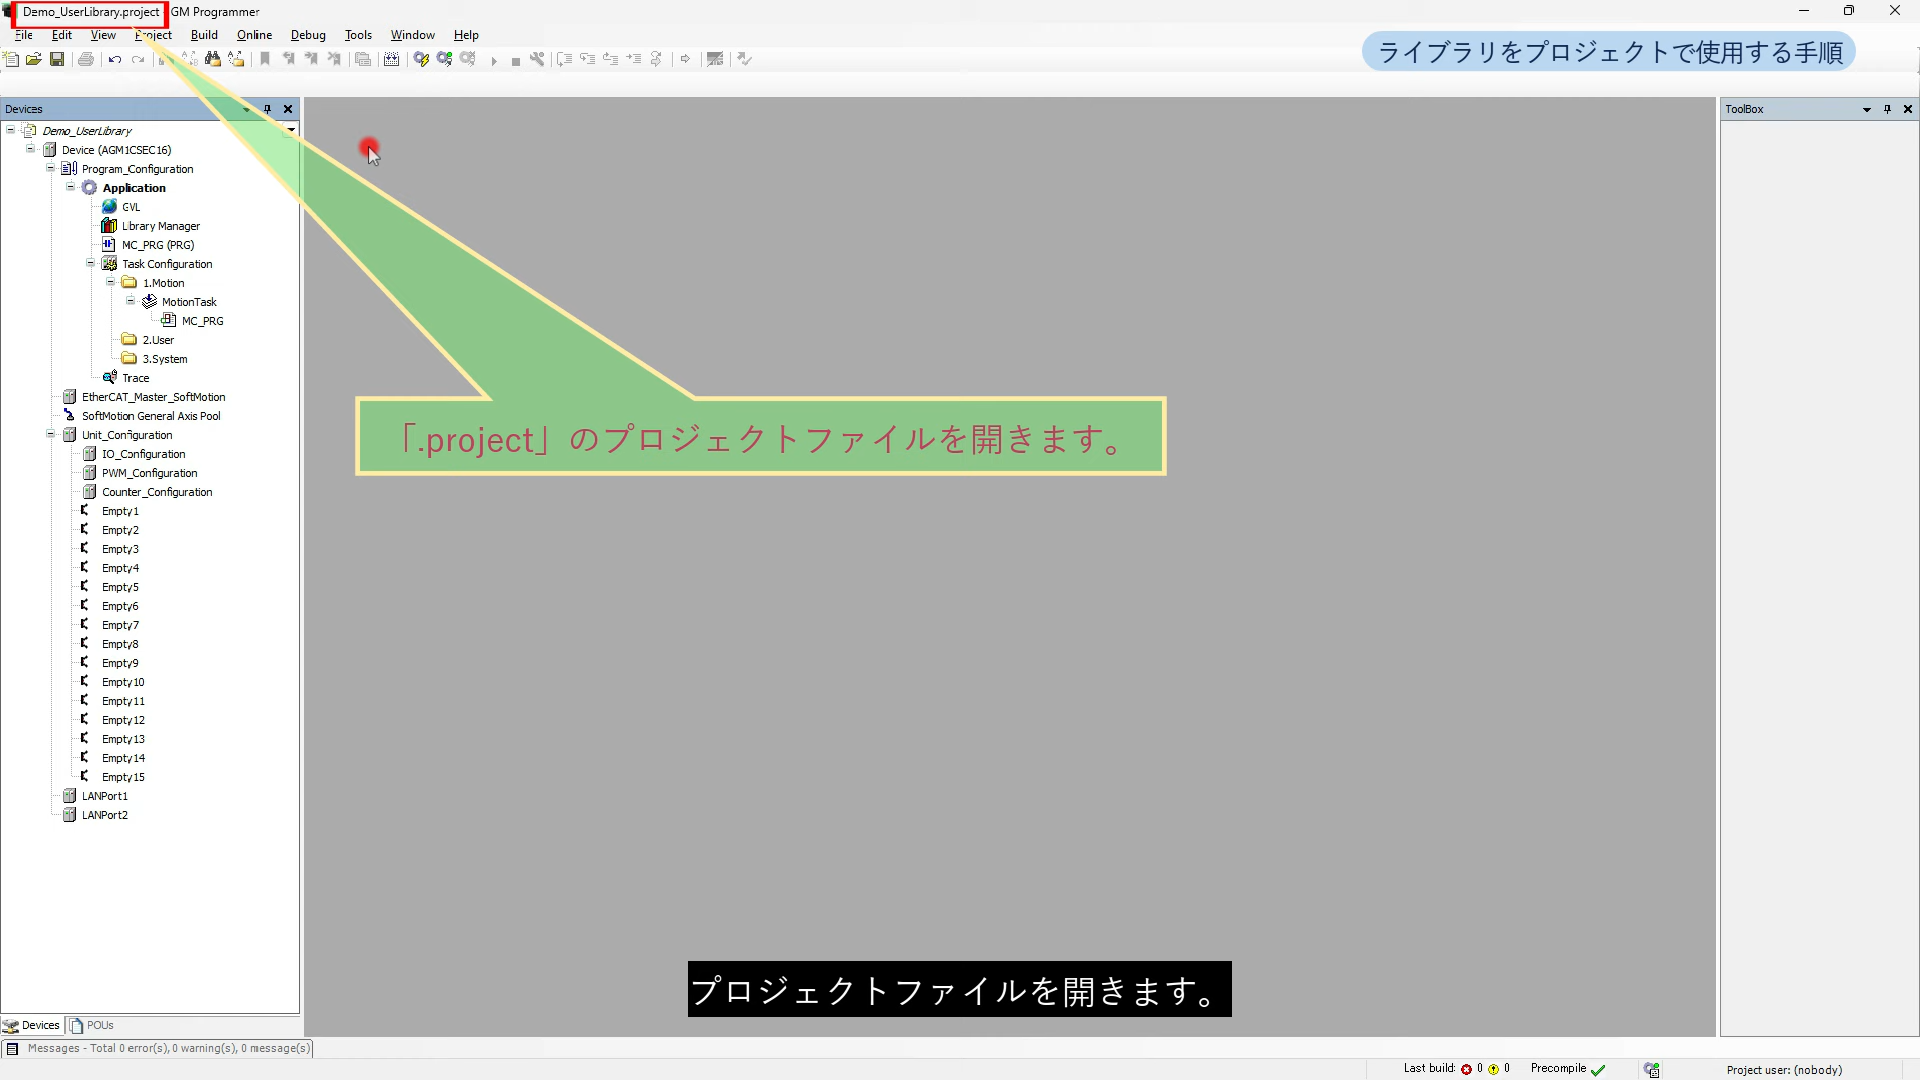 Demo_UserLibrary.project GM Programmer
File Edit View Project Build Online Debug Tools Window Help
ライブラリをプロジェクトで使用する手順
Devices
ToolBox
Demo_UserLibrary
Device (AGM1CSEC16)
Program_Configuration
Application
GVL
Library Manager
MC_PRG (PRG)
Task Configuration
1.Motion
MotionTask
MC_PRG
2.User
3.System
Trace
EtherCAT_Master_SoftMotion
SoftMotion General Axis Pool
Unit_Configuration
IO_Configuration
PWM_Configuration
Counter_Configuration
Empty1
Empty2
Empty3
Empty4
Empty5
Empty6
Empty7
Empty8
Empty9
Empty10
Empty11
Empty12
Empty13
Empty14
Empty15
LANPort1
LANPort2
「.project」のプロジェクトファイルを開きます。
プロジェクトファイルを開きます。
Devices POUs
Messages - Total 0 error(s), 0 warning(s), 0 message(s)
Last build: 0 0 Precompile Project user: (nobody)